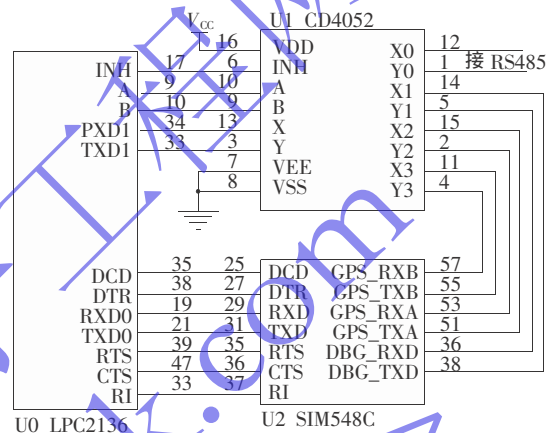 U1 CD4052
VCC
16 VDD X0 12
接 RS485
INH 17 6 INH Y0 1
A 9 10 A X1 14
B 10 9 B Y1 5
PXD1 34 13 X X2 15
TXD1 33 3 Y Y2 2
7 VEE X3 11
8 VSS Y3 4
DCD 35 25 DCD GPS_RXB 57
DTR 38 27 DTR GPS_TXB 55
RXD0 19 29 RXD GPS_RXA 53
TXD0 21 31 TXD GPS_TXA 51
RTS 39 35 RTS DBG_RXD 36
CTS 47 36 CTS DBG_TXD 38
RI 33 37 RI
U0 LPC2136
U2 SIM548C
工程网
k.com